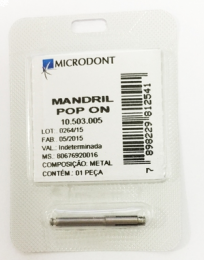 MICRODONT
MANDRIL
POP ON
10.503.005
LOT: 0264/15
FAB: 05/2015
VAL: Indeterminada
MS: 80676920016
COMPOSIÇÃO: METAL
CONTÉM: 01 PEÇA
7 898229 812541